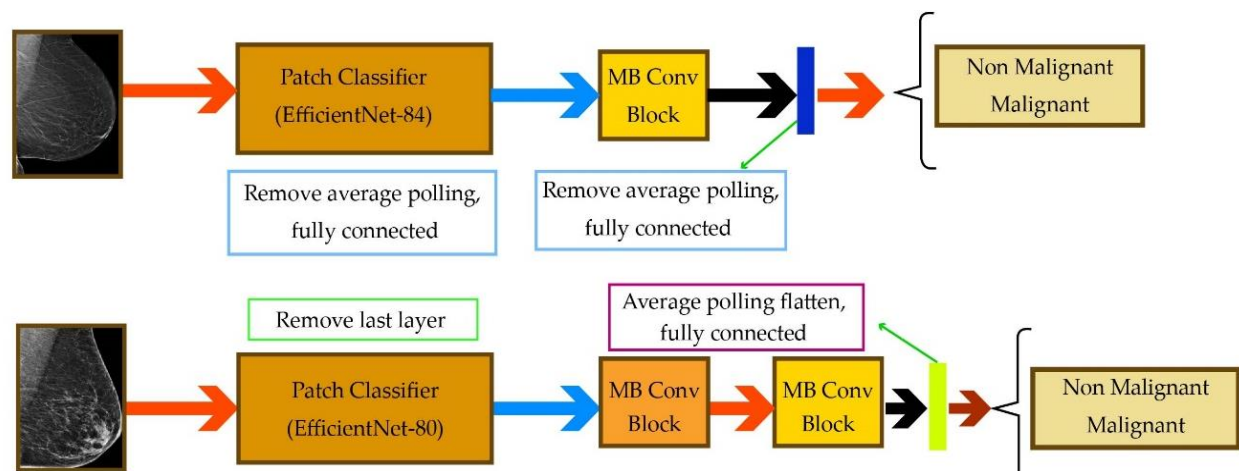 Patch Classifier
(EfficientNet-84)
MB Conv
Block
Non Malignant
Malignant
Remove average polling,
fully connected
Remove average polling,
fully connected
Remove last layer
Average polling flatten,
fully connected
Patch Classifier
(EfficientNet-80)
MB Conv
Block
MB Conv
Block
Non Malignant
Malignant